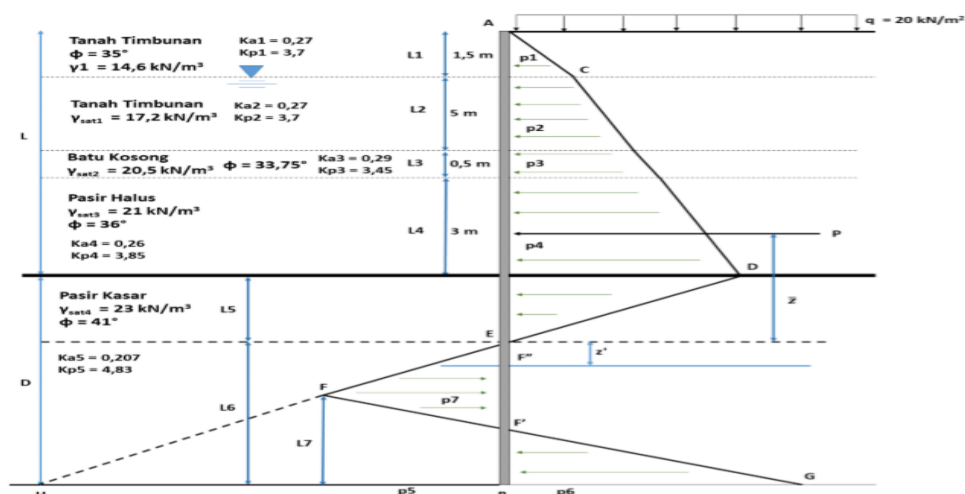 A
q = 20 kN/m²
Tanah Timbunan
ϕ = 35°
γ1 = 14,6 kN/m³
Ka1 = 0,27
Kp1 = 3,7
L1
1,5 m
p1
C
Tanah Timbunan
γsat1 = 17,2 kN/m³
Ka2 = 0,27
Kp2 = 3,7
L2
5 m
p2
L
Batu Kosong
γsat2 = 20,5 kN/m³
ϕ = 33,75°
Ka3 = 0,29
Kp3 = 3,45
L3
0,5 m
p3
Pasir Halus
γsat3 = 21 kN/m³
ϕ = 36°
Ka4 = 0,26
Kp4 = 3,85
L4
3 m
p4
P
D
z
Pasir Kasar
γsat4 = 23 kN/m³
ϕ = 41°
L5
E
F"
z'
Ka5 = 0,207
Kp5 = 4,83
D
F
p7
L6
L7
F'
G
p5
p6